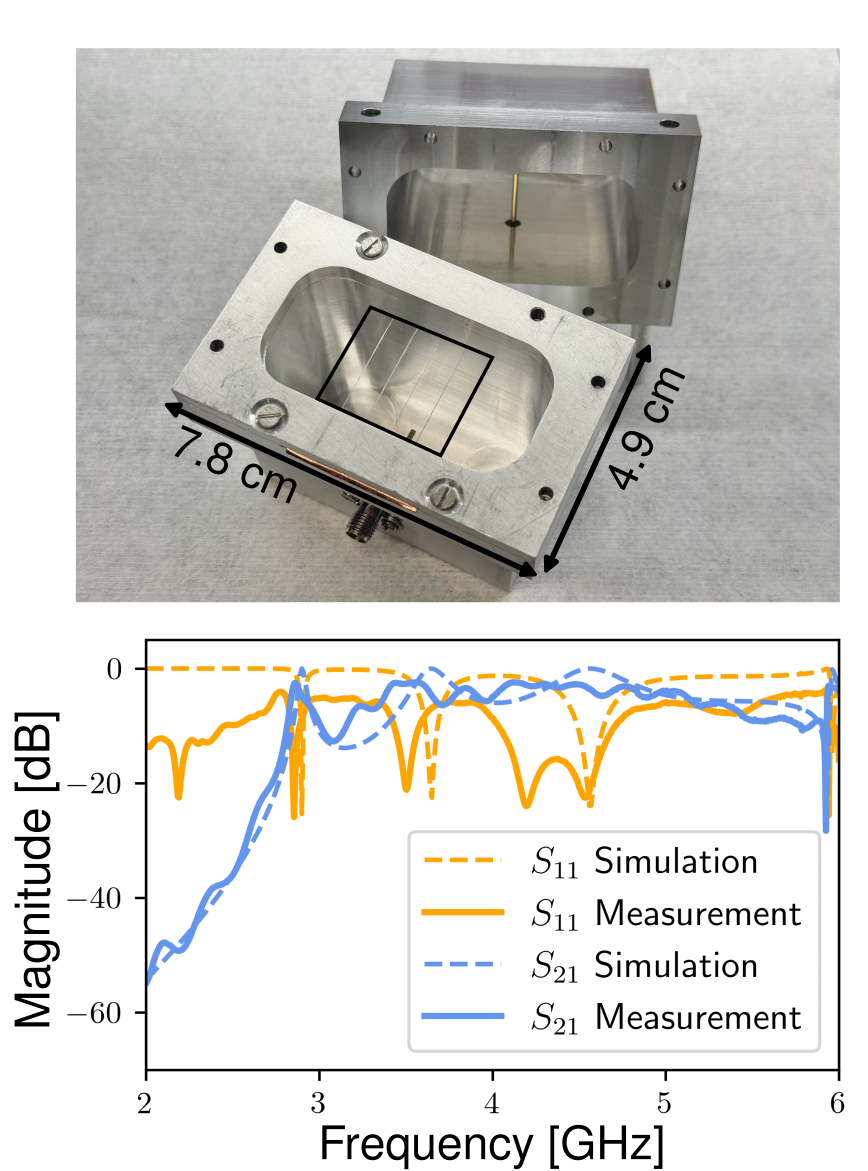 7.8 cm
4.9 cm
Magnitude [dB]
0
−20
−40
−60
S₁₁ Simulation
S₁₁ Measurement
S₂₁ Simulation
S₂₁ Measurement
2 3 4 5 6
Frequency [GHz]